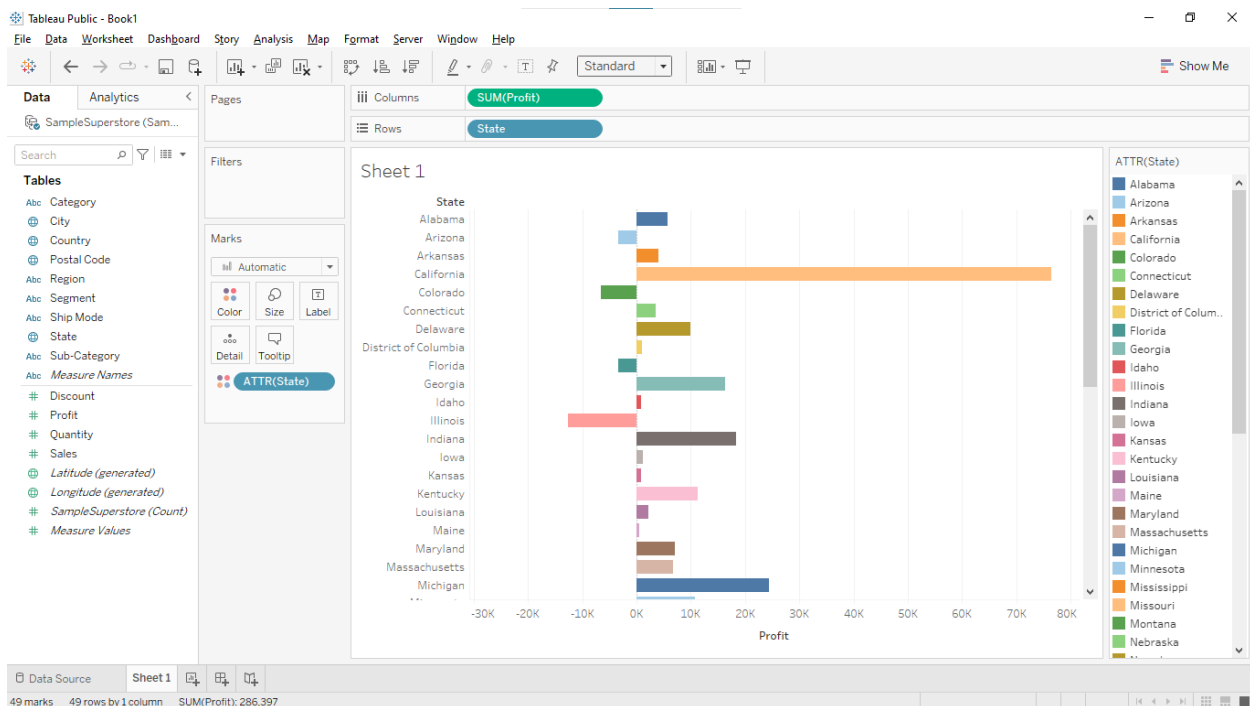 Tableau Public - Book1
File Data Worksheet Dashboard Story Analysis Map Format Server Window Help
Standard
Show Me
Data Analytics
SampleSuperstore (Sam...
Search
Tables
Abc Category
City
Country
Postal Code
Abc Region
Abc Segment
Abc Ship Mode
State
Abc Sub-Category
Abc Measure Names
# Discount
# Profit
# Quantity
# Sales
Latitude (generated)
Longitude (generated)
# SampleSuperstore (Count)
# Measure Values
Pages
Filters
Marks
Automatic
Color Size Label
Detail Tooltip
ATTR(State)
Columns SUM(Profit)
Rows State
Sheet 1
State
Alabama
Arizona
Arkansas
California
Colorado
Connecticut
Delaware
District of Columbia
Florida
Georgia
Idaho
Illinois
Indiana
Iowa
Kansas
Kentucky
Louisiana
Maine
Maryland
Massachusetts
Michigan
-30K -20K -10K 0K 10K 20K 30K 40K 50K 60K 70K 80K
Profit
ATTR(State)
Alabama
Arizona
Arkansas
California
Colorado
Connecticut
Delaware
District of Colum..
Florida
Georgia
Idaho
Illinois
Indiana
Iowa
Kansas
Kentucky
Louisiana
Maine
Maryland
Massachusetts
Michigan
Minnesota
Mississippi
Missouri
Montana
Nebraska
Data Source Sheet 1
49 marks 49 rows by 1 column SUM(Profit): 286,397